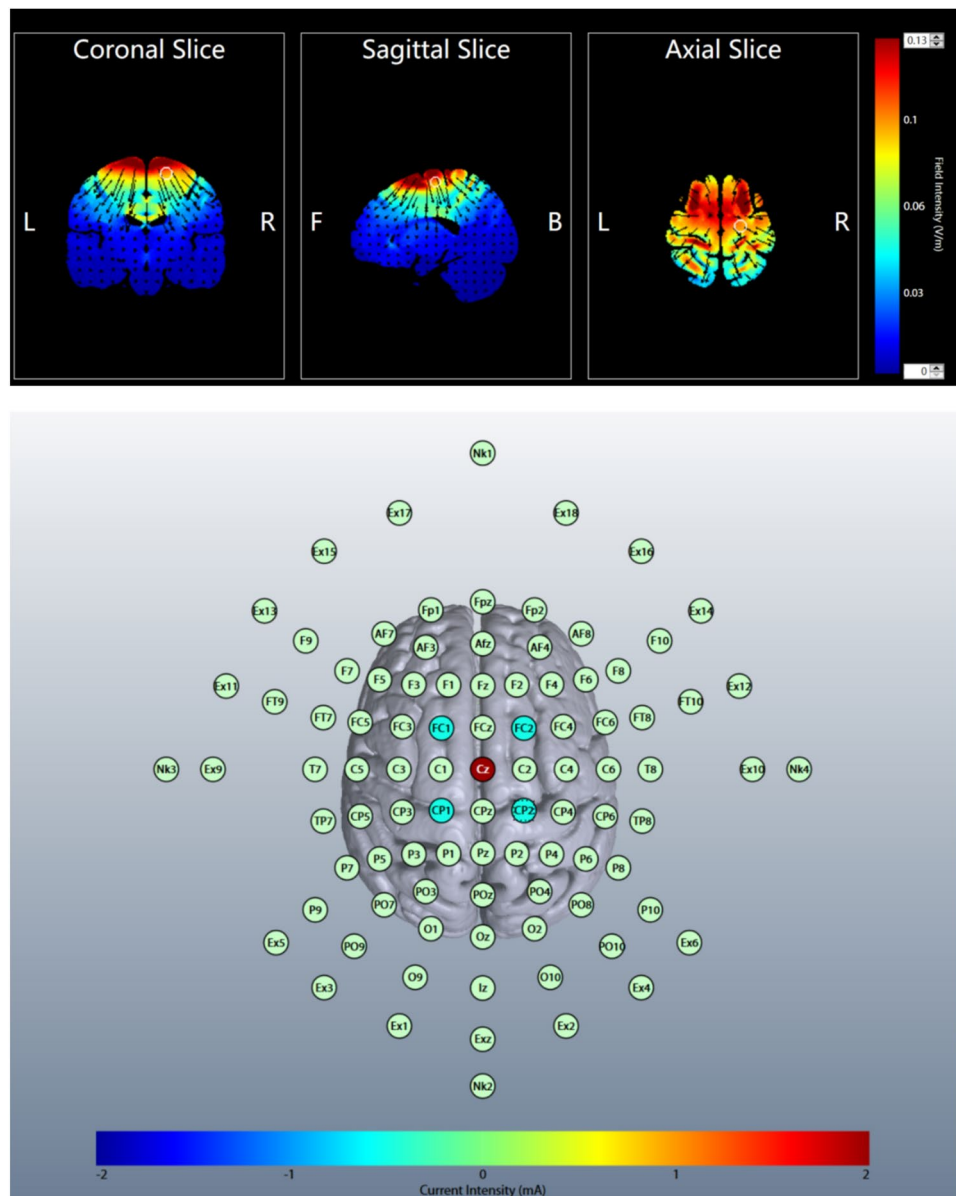 Coronal Slice Sagittal Slice Axial Slice
0.13
0.1
L R F B L R
0.06
0.03
0
Field Intensity (V/m)
Nk1
Ex17 Ex18
Ex15 Ex16
Fpz
Ex13 Fp1 Fp2 Ex14
F9 AF7 AF8 F10
AF3 Afz AF4
F7 F8
F5 F3 F1 Fz F2 F4 F6
Ex11 Ex12
FT9 FT10
FT7 FC5 FC3 FC1 FCz FC2 FC4 FC6 FT8
Nk3 Ex9 T7 C5 C3 C1 Cz C2 C4 C6 T8 Ex10 Nk4
TP7 CP5 CP3 CP1 CPz CP2 CP4 CP6 TP8
P7 P5 P3 P1 Pz P2 P4 P6 P8
PO3 POz PO4
P9 PO7 PO8 P10
O1 Oz O2
Ex5 PO9 PO10 Ex6
O9 O10
Ex3 Iz Ex4
Ex1 Ex2
Exz
Nk2
-2 -1 0 1 2
Current Intensity (mA)